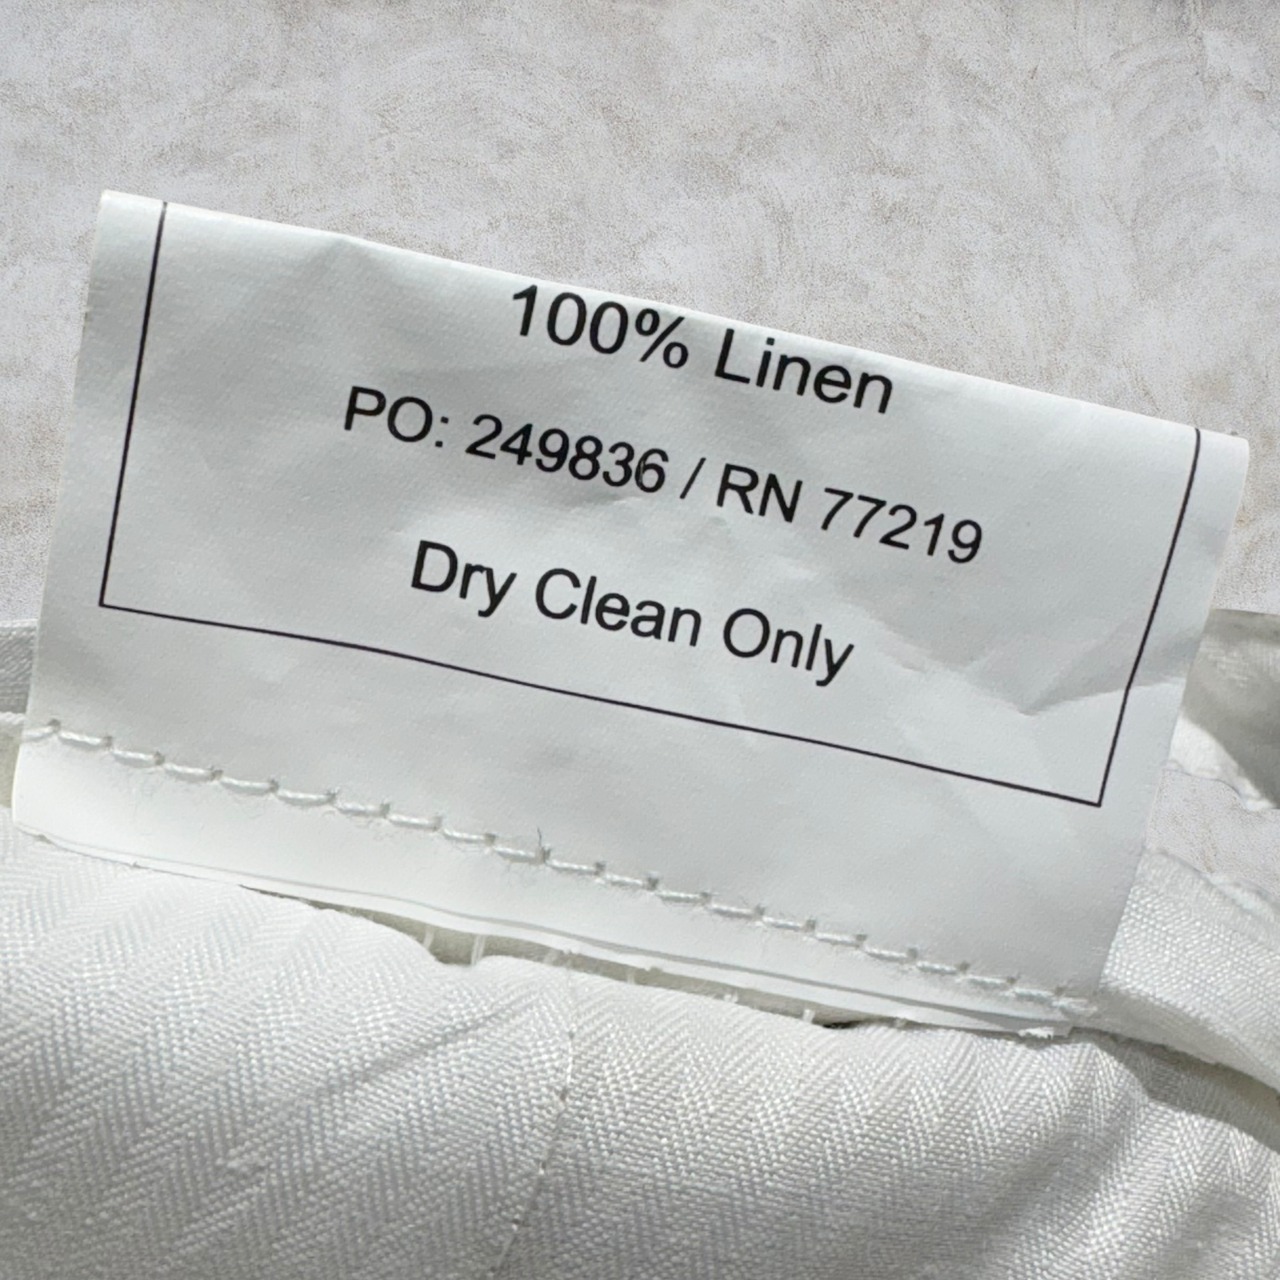 100% Linen
PO: 249836 / RN 77219
Dry Clean Only